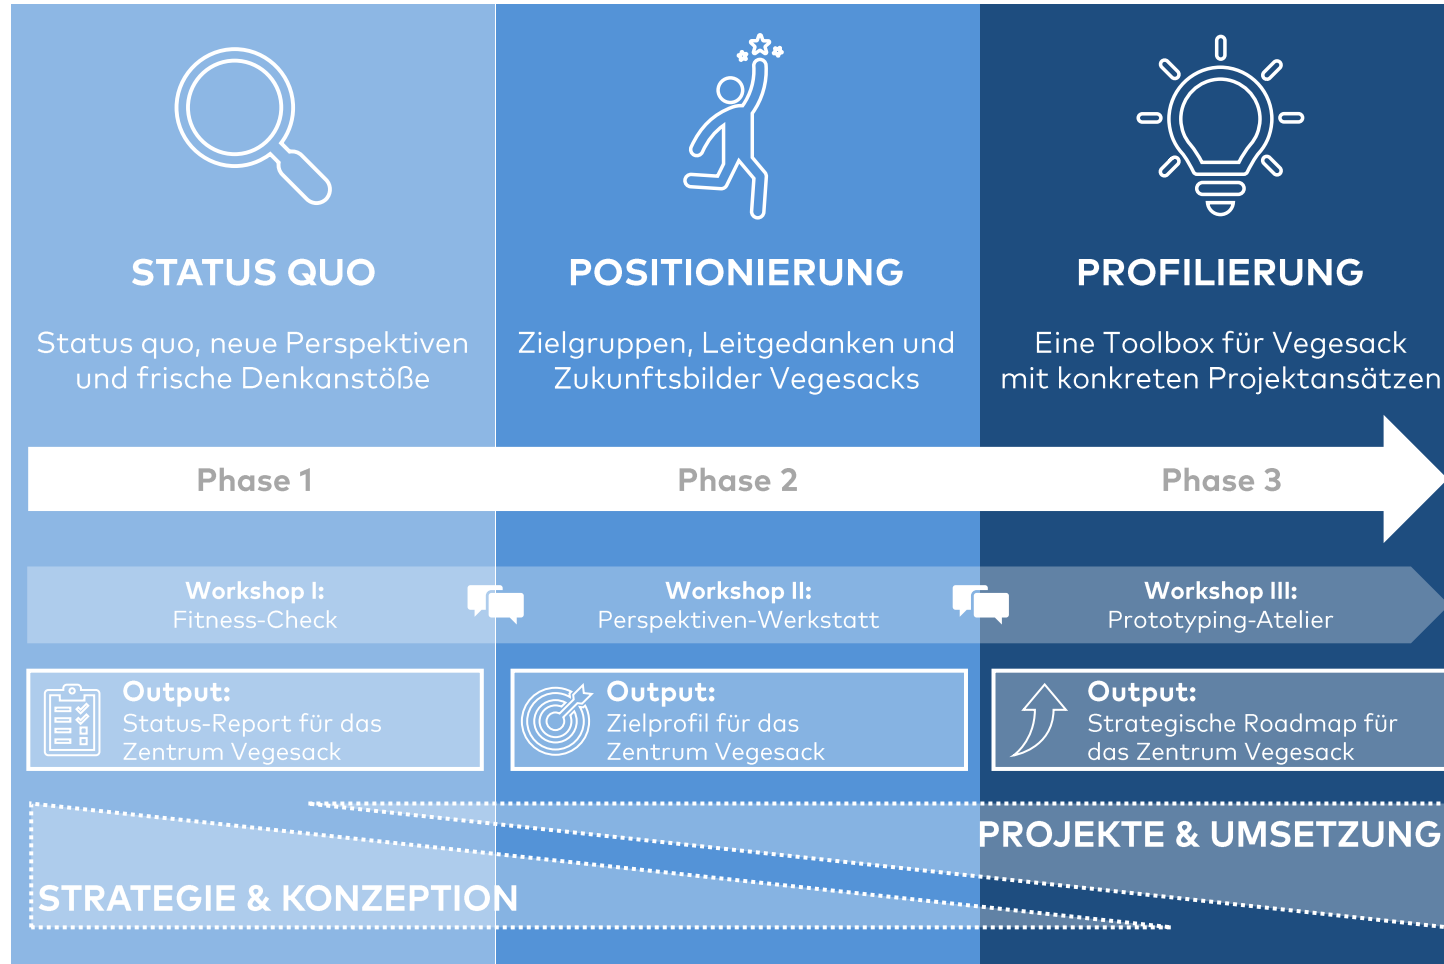 STATUS QUO
Status quo, neue Perspektiven
und frische Denkanstöße
POSITIONIERUNG
Zielgruppen, Leitgedanken und
Zukunftsbilder Vegesacks
PROFILIERUNG
Eine Toolbox für Vegesack
mit konkreten Projektansätzen
Phase 1
Phase 2
Phase 3
Workshop I:
Fitness-Check
Workshop II:
Perspektiven-Werkstatt
Workshop III:
Prototyping-Atelier
Output:
Status-Report für das
Zentrum Vegesack
Output:
Zielprofil für das
Zentrum Vegesack
Output:
Strategische Roadmap für
das Zentrum Vegesack
PROJEKTE & UMSETZUNG
STRATEGIE & KONZEPTION